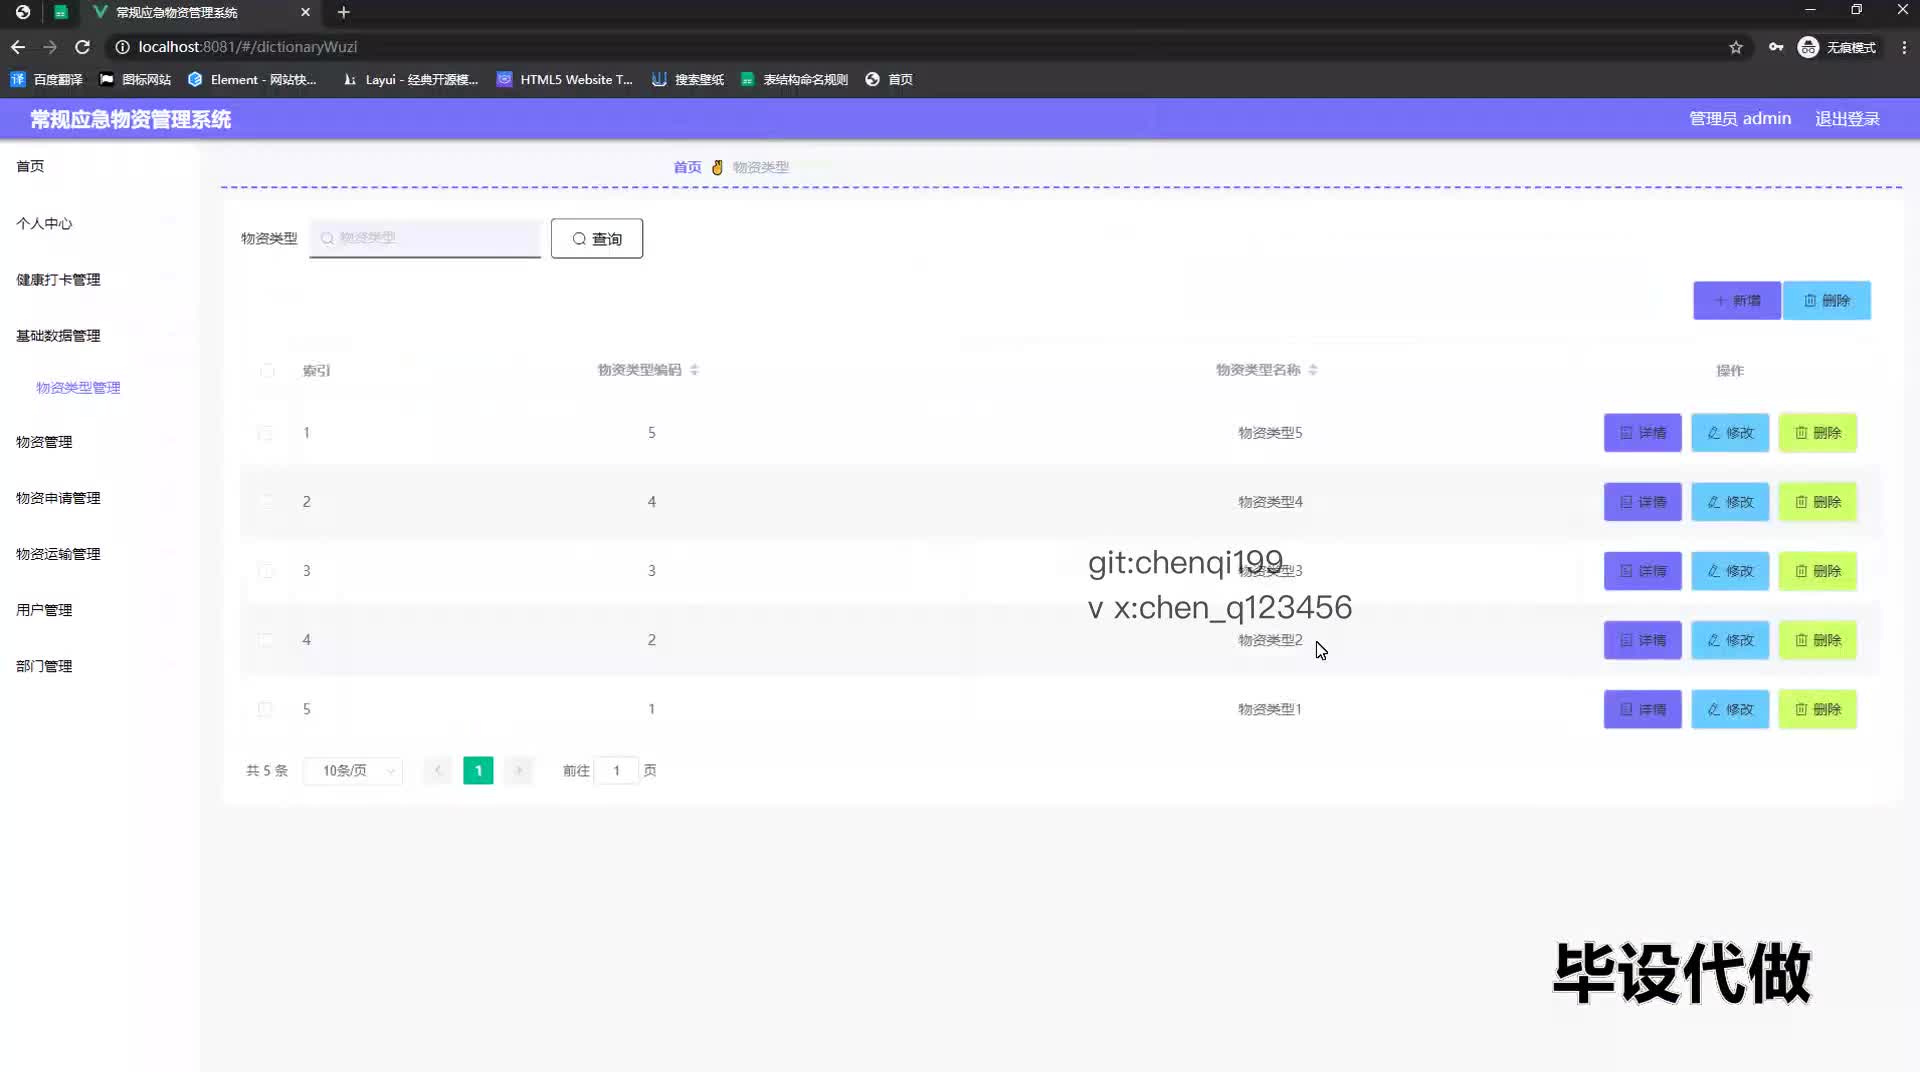 常规应急物资管理系统
localhost:8081/#/dictionaryWuzi
无痕模式
百度翻译
图标网站
Element - 网站快...
Layui - 经典开源模...
HTML5 Website T...
搜索壁纸
表结构命名规则
首页
常规应急物资管理系统
管理员 admin
退出登录
首页
个人中心
健康打卡管理
基础数据管理
物资类型管理
物资管理
物资申请管理
物资运输管理
用户管理
部门管理
首页 物资类型
物资类型 物资类型 查询
新增 删除
索引 物资类型编码 物资类型名称 操作
1 5 物资类型5 详情 修改 删除
2 4 物资类型4 详情 修改 删除
3 3 物资类型3 详情 修改 删除
4 2 物资类型2 详情 修改 删除
5 1 物资类型1 详情 修改 删除
git:chenqi199
v x:chen_q123456
共 5 条 10条/页 1 前往 1 页
毕设代做